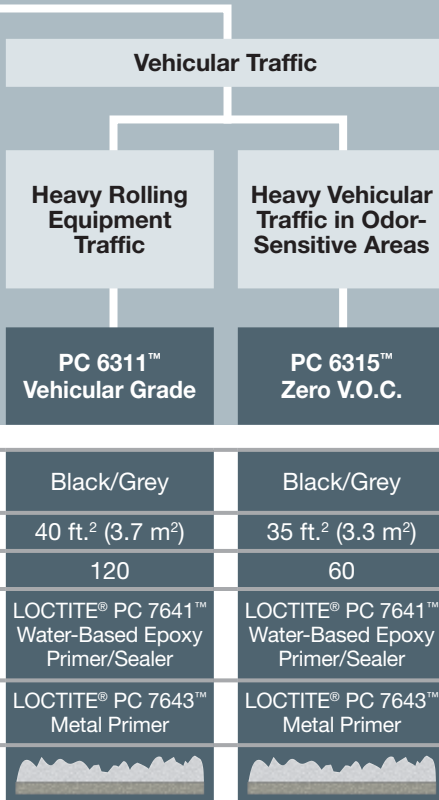 Vehicular Traffic
Heavy Rolling
Equipment
Traffic
Heavy Vehicular
Traffic in Odor-
Sensitive Areas
PC 6311™
Vehicular Grade
PC 6315™
Zero V.O.C.
Black/Grey
Black/Grey
40 ft.² (3.7 m²)
35 ft.² (3.3 m²)
120
60
LOCTITE® PC 7641™
Water-Based Epoxy
Primer/Sealer
LOCTITE® PC 7641™
Water-Based Epoxy
Primer/Sealer
LOCTITE® PC 7643™
Metal Primer
LOCTITE® PC 7643™
Metal Primer